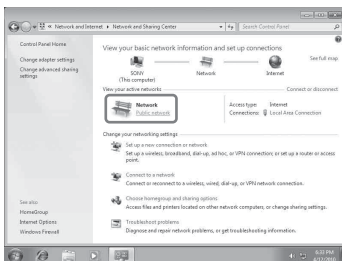 « Network and Internet ▸ Network and Sharing Center
Search Control Panel
Control Panel Home
Change adapter settings
Change advanced sharing
settings
See also
HomeGroup
Internet Options
Windows Firewall
View your basic network information and set up connections
See full map
SONY
(This computer)
Network
Internet
View your active networks
Connect or disconnect
Network
Public network
Access type: Internet
Connections: Local Area Connection
Change your networking settings
Set up a new connection or network
Set up a wireless, broadband, dial-up, ad hoc, or VPN connection; or set up a router or access
point.
Connect to a network
Connect or reconnect to a wireless, wired, dial-up, or VPN network connection.
Choose homegroup and sharing options
Access files and printers located on other network computers, or change sharing settings.
Troubleshoot problems
Diagnose and repair network problems, or get troubleshooting information.